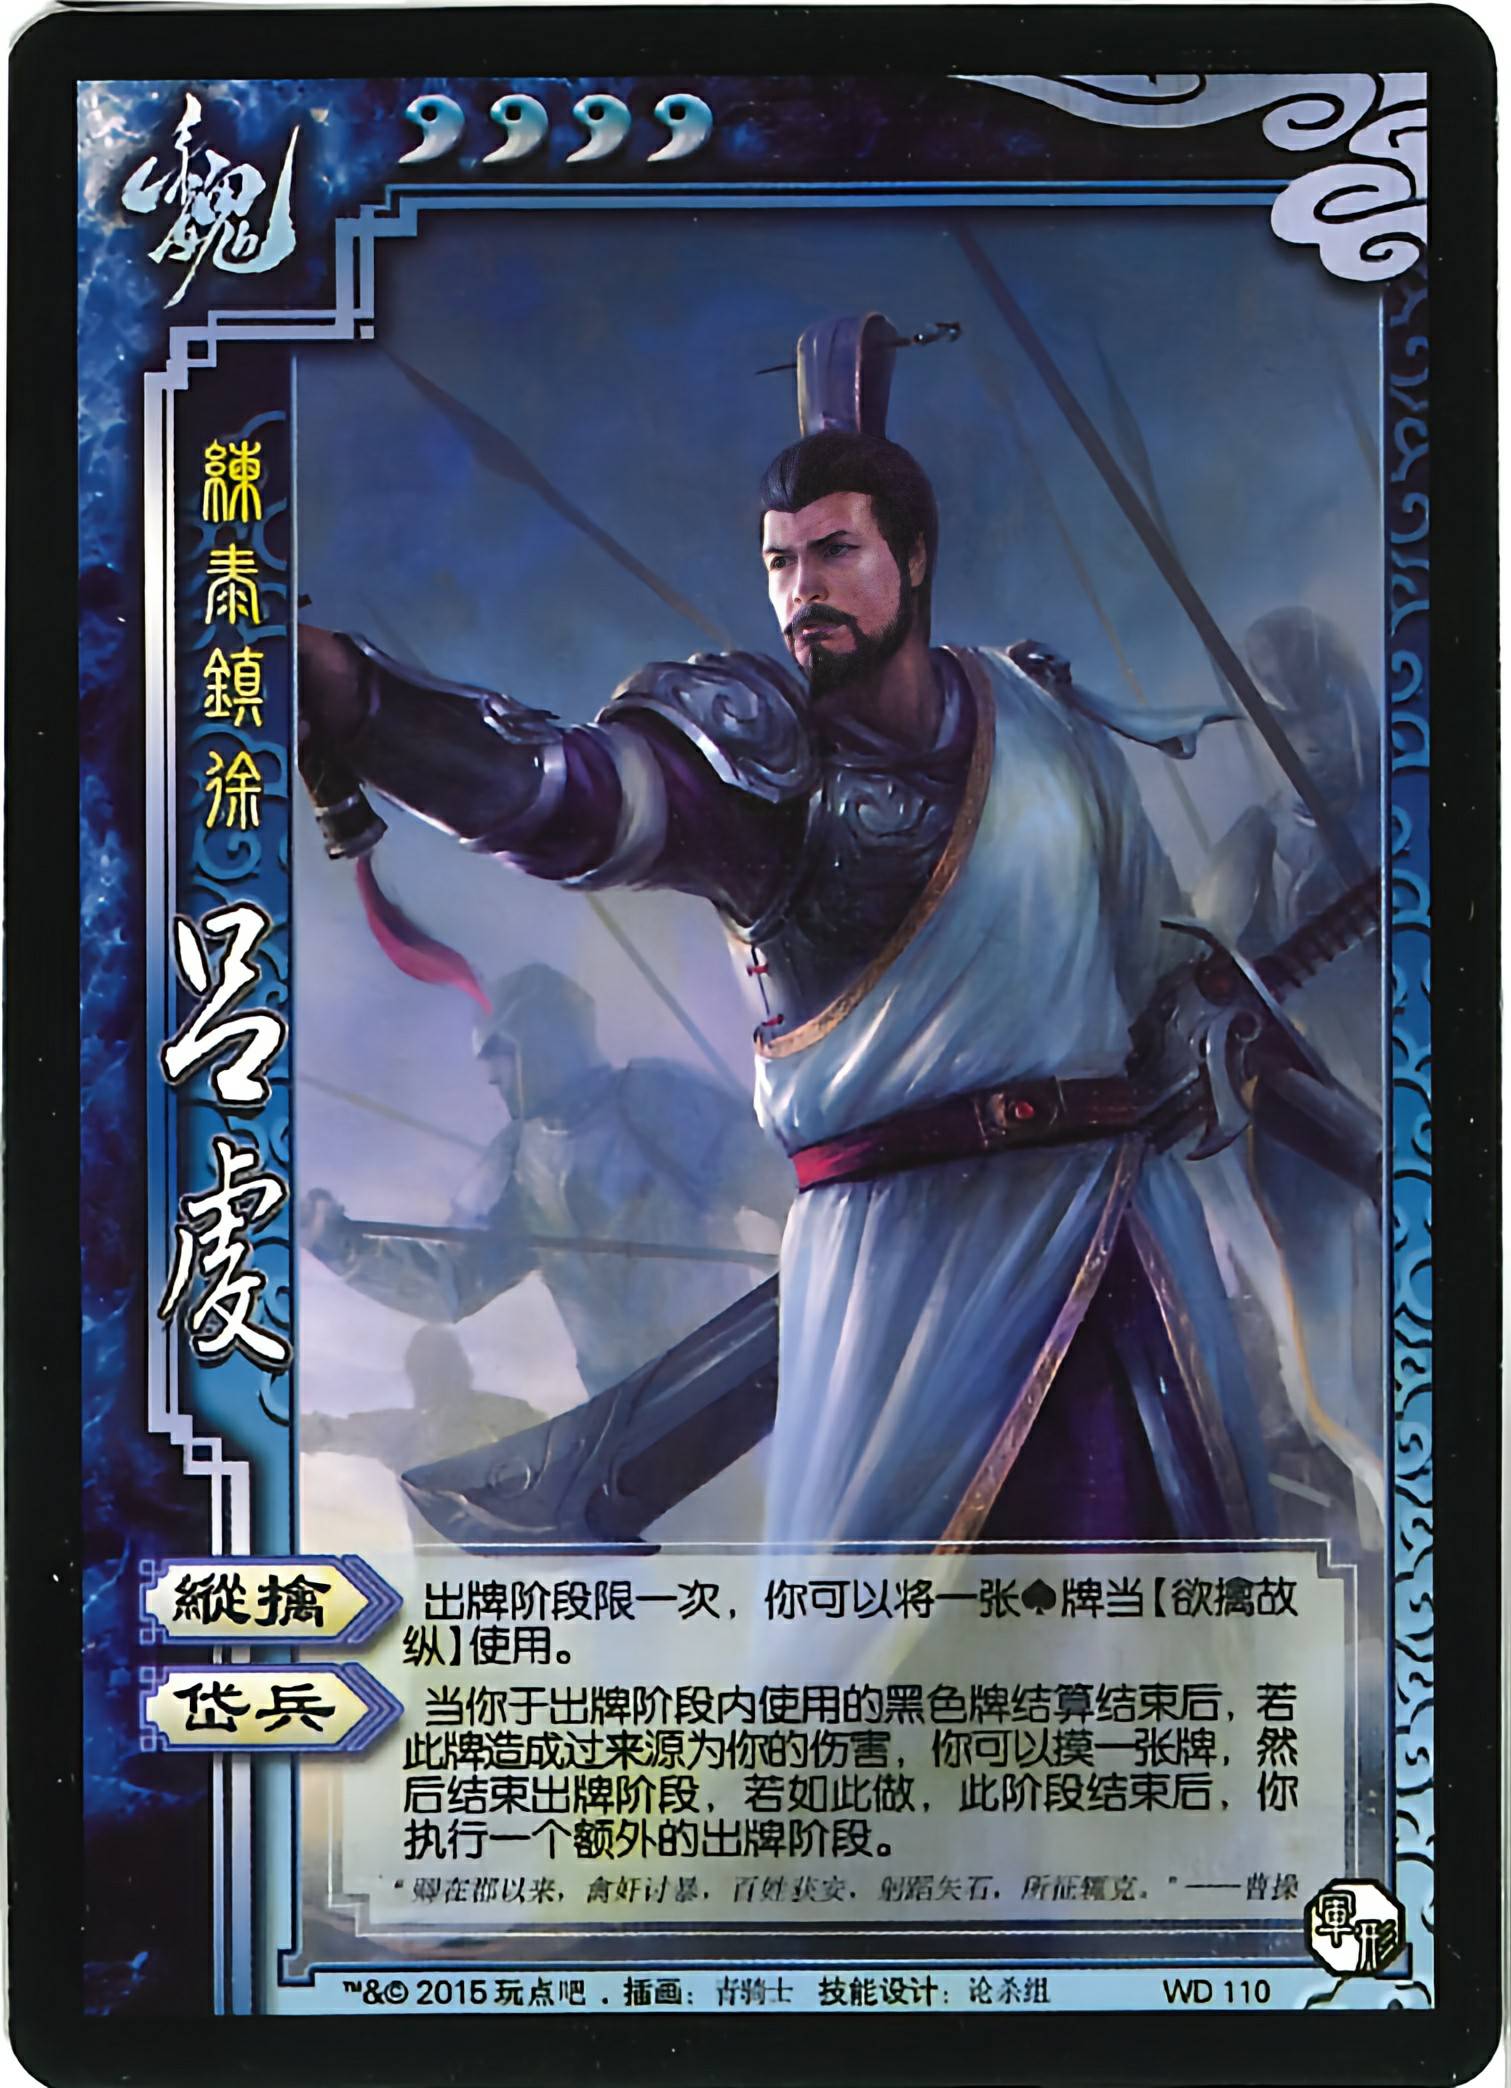 魏
練泰鎮徐
呂虔
縱擒
出牌阶段限一次，你可以将一张♠牌当【欲擒故
纵】使用。
岱兵
当你于出牌阶段内使用的黑色牌结算结束后，若
此牌造成过来源为你的伤害，你可以摸一张牌，然
后结束出牌阶段，若如此做，此阶段结束后，你
执行一个额外的出牌阶段。
“卿在郡以来，禽奸讨暴，百姓获安，躬蹈矢石，所征辄克。”——曹操
軍形
™&© 2015 玩点吧 . 插画：青骑士 技能设计：论杀组 WD 110